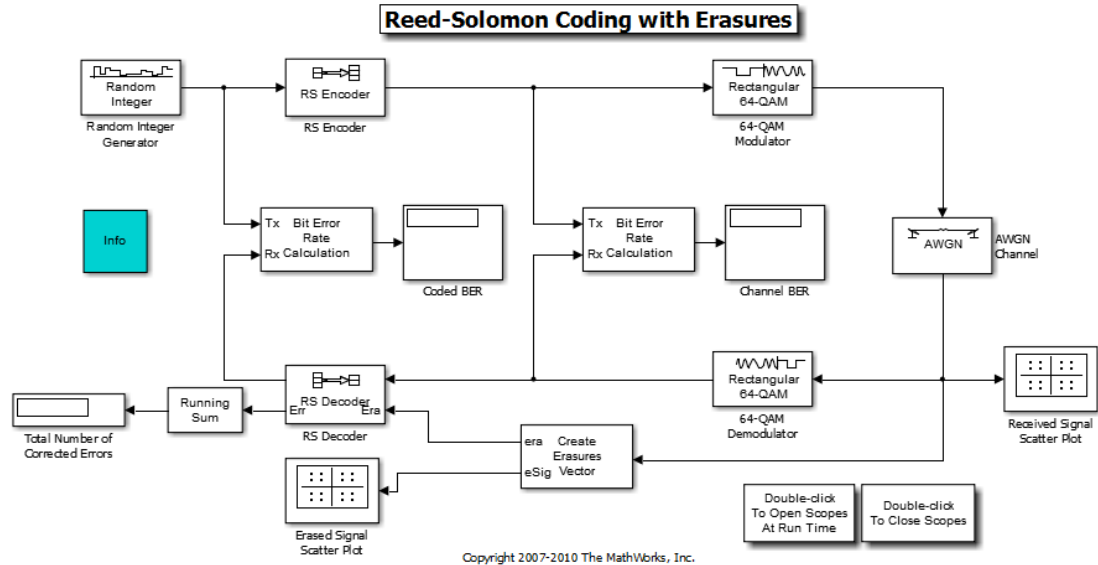 Reed-Solomon Coding with Erasures
Random
Integer
Random Integer
Generator
RS Encoder
RS Encoder
Rectangular
64-QAM
64-QAM
Modulator
Info
Tx
Rx
Bit Error
Rate
Calculation
Coded BER
Tx
Rx
Bit Error
Rate
Calculation
Channel BER
AWGN
AWGN
Channel
Total Number of
Corrected Errors
Running
Sum
RS Decoder
Err
Era
RS Decoder
Rectangular
64-QAM
64-QAM
Demodulator
Received Signal
Scatter Plot
era
eSig
Create
Erasures
Vector
Erased Signal
Scatter Plot
Double-click
To Open Scopes
At Run Time
Double-click
To Close Scopes
Copyright 2007-2010 The MathWorks, Inc.